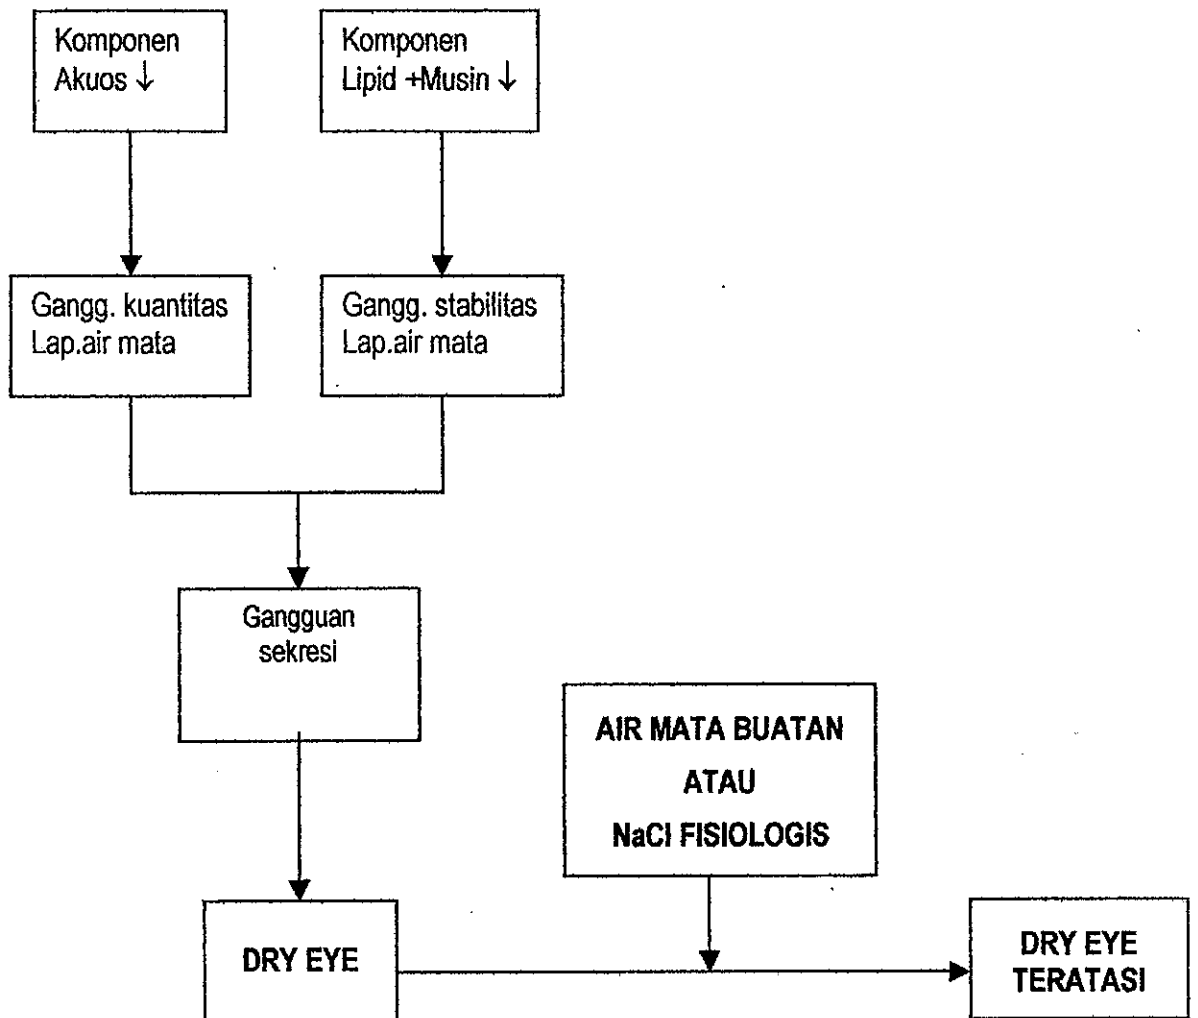 Komponen
Akuos ↓
Komponen
Lipid +Musin ↓
Gangg. kuantitas
Lap.air mata
Gangg. stabilitas
Lap.air mata
Gangguan
sekresi
AIR MATA BUATAN
ATAU
NaCl FISIOLOGIS
DRY EYE
DRY EYE
TERATASI